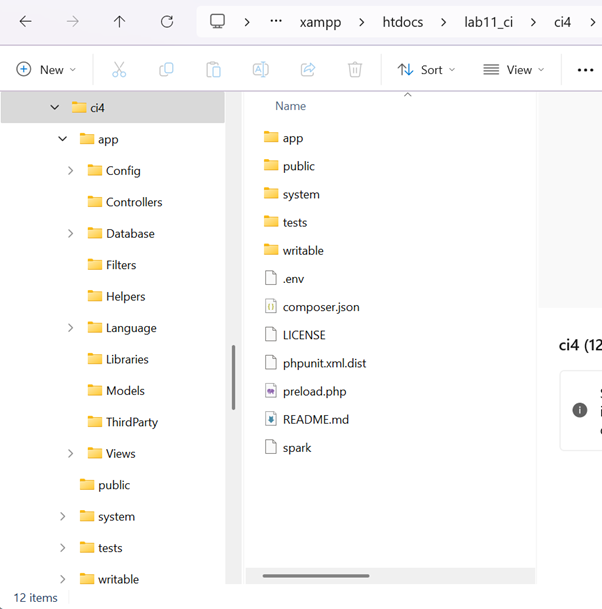 xampp > htdocs > lab11_ci > ci4 >
New Sort View
ci4
app
Config
Controllers
Database
Filters
Helpers
Language
Libraries
Models
ThirdParty
Views
public
system
tests
writable
Name
app
public
system
tests
writable
.env
composer.json
LICENSE
phpunit.xml.dist
preload.php
README.md
spark
ci4 (12
12 items